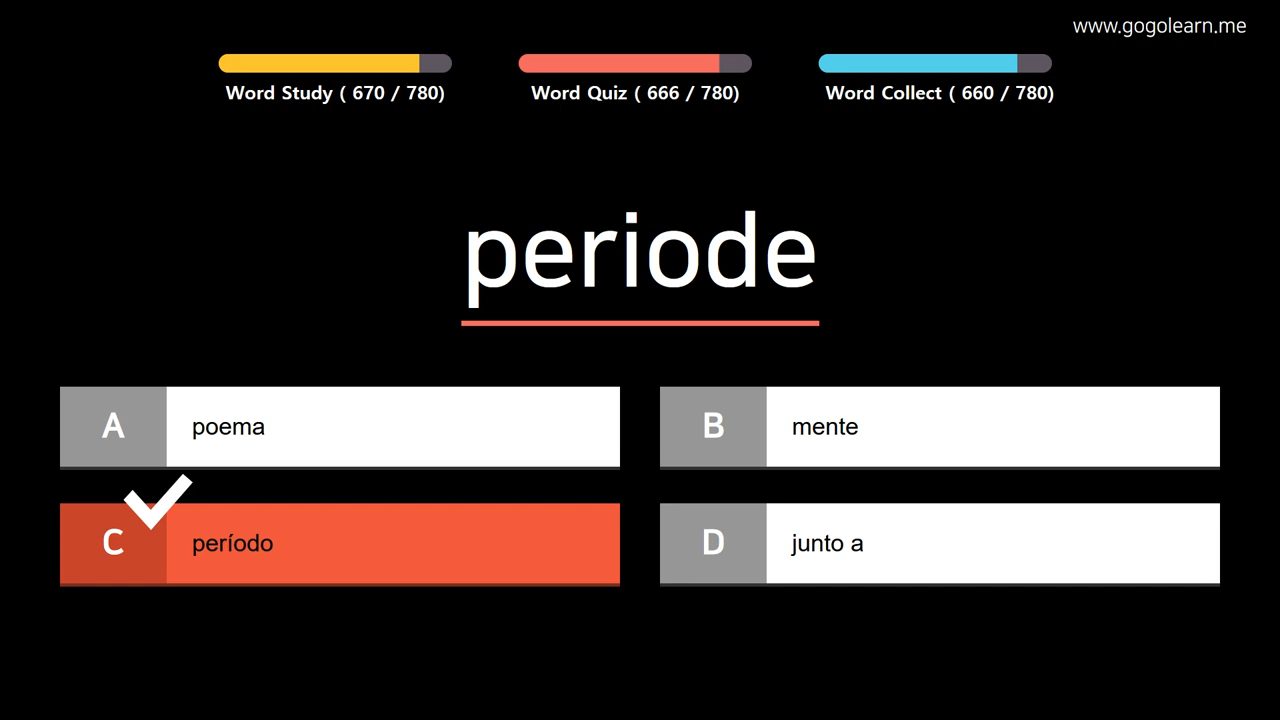 www.gogolearn.me
Word Study ( 670 / 780)
Word Quiz ( 666 / 780)
Word Collect ( 660 / 780)
periode
A poema
B mente
C período
D junto a